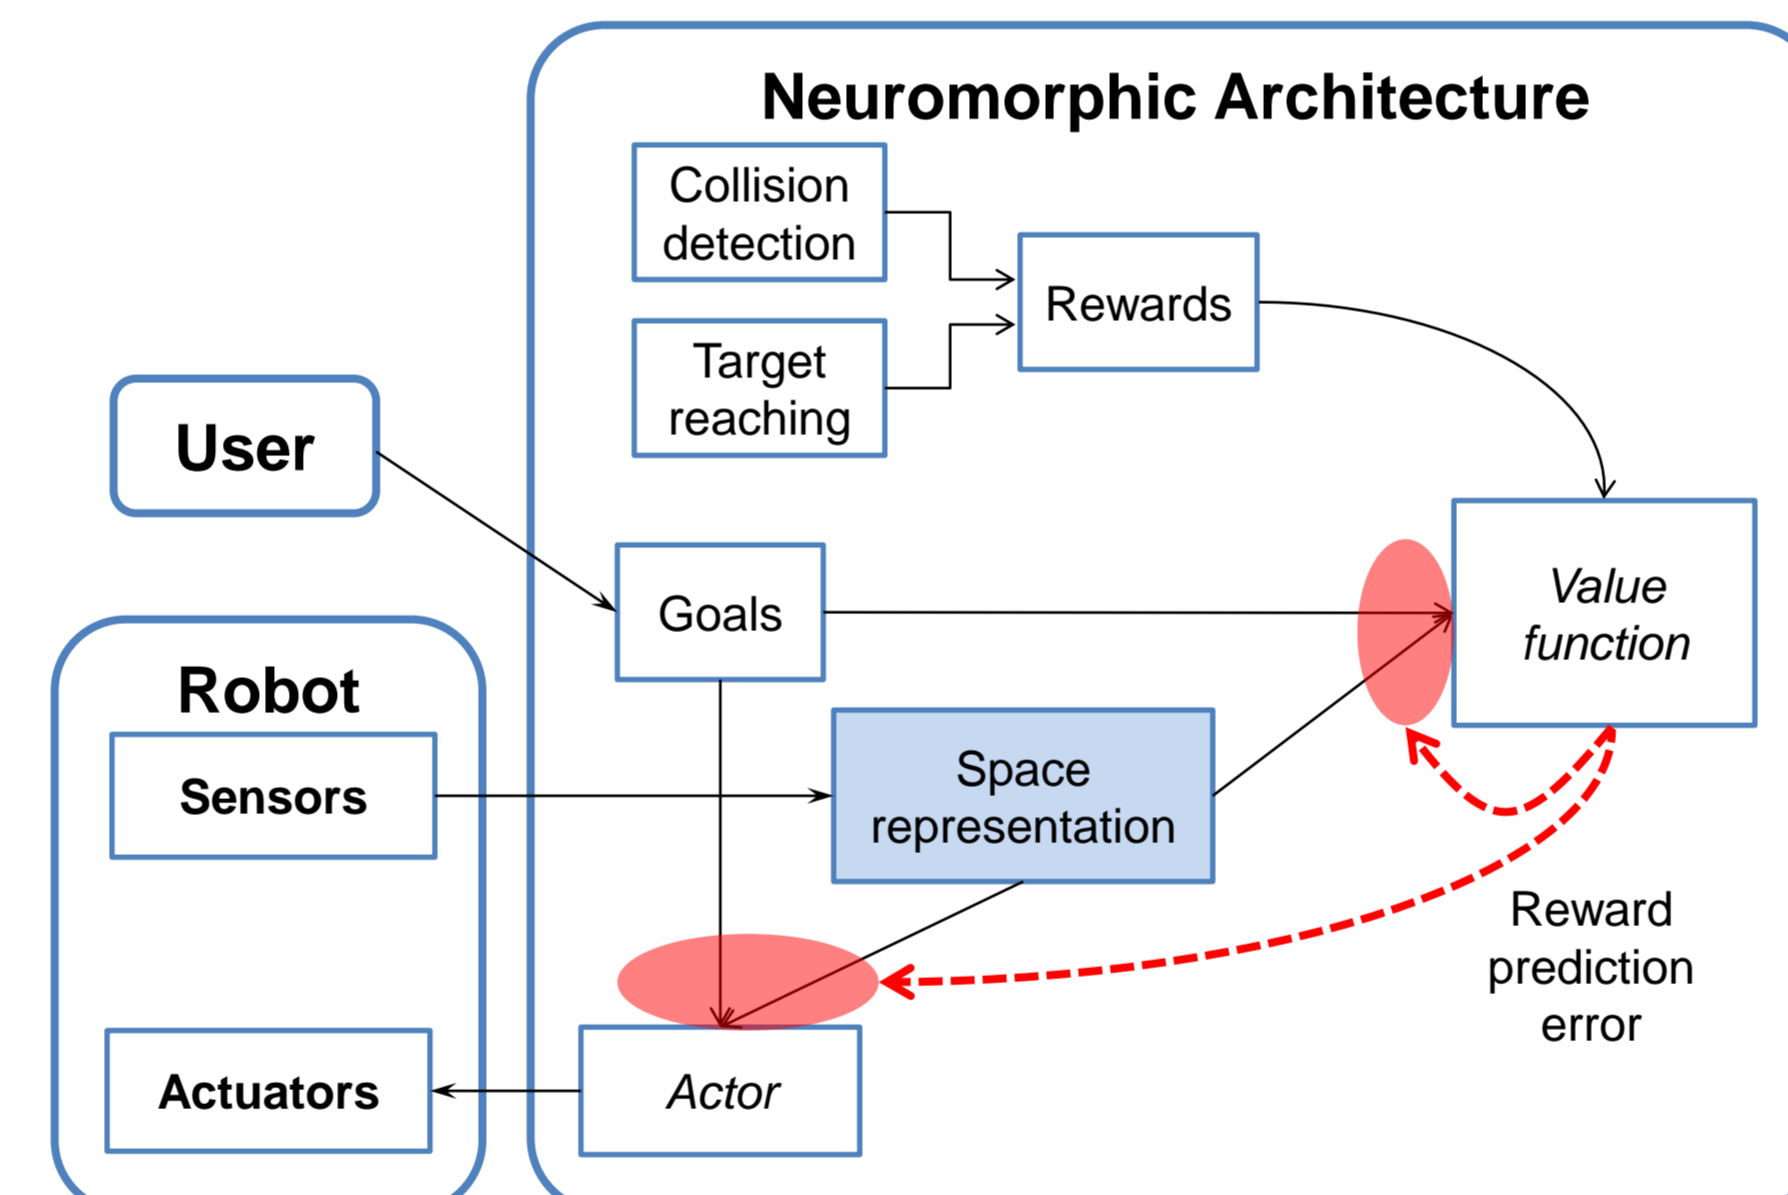 Neuromorphic Architecture
Collision
detection
Rewards
Target
reaching
User
Goals
Value
function
Robot
Sensors
Space
representation
Reward
prediction
error
Actuators
Actor